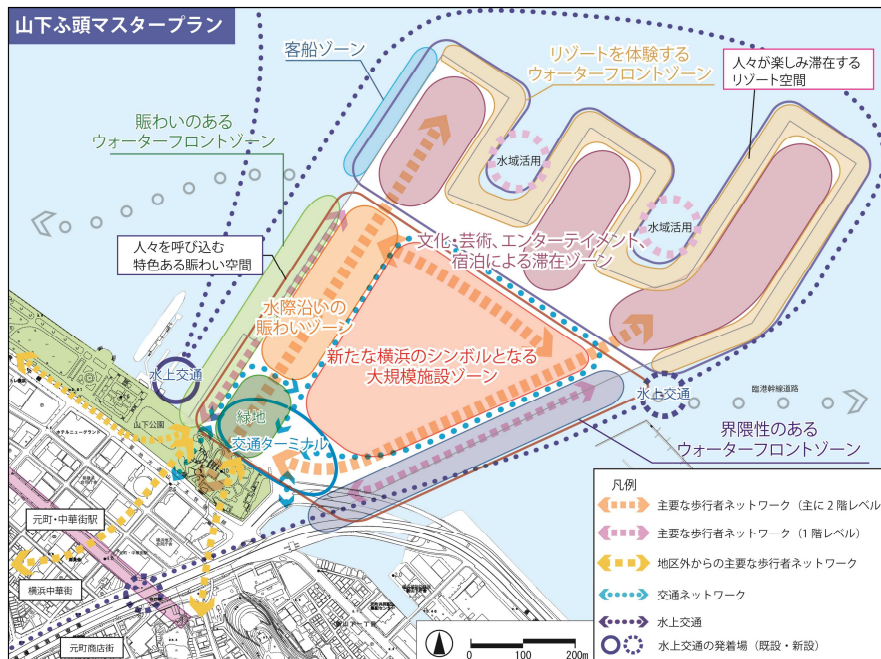 山下ふ頭マスタープラン
客船ゾーン
リゾートを体験する
ウォーターフロントゾーン
人々が楽しみ滞在する
リゾート空間
賑わいのある
ウォーターフロントゾーン
水域活用
水域活用
人々を呼び込む
特色ある賑わい空間
文化・芸術、エンターテイメント、
宿泊による滞在ゾーン
水際沿いの
賑わいゾーン
新たな横浜のシンボルとなる
大規模施設ゾーン
水上交通
水上交通
臨港幹線道路
緑地
山下公園
ホテルニューグランド
交通ターミナル
界隈性のある
ウォーターフロントゾーン
元町・中華街駅
横浜中華街
元町商店街
凡例
主要な歩行者ネットワーク（主に2階レベル
主要な歩行者ネットワーク（1階レベル）
地区外からの主要な歩行者ネットワーク
交通ネットワーク
水上交通
水上交通の発着場（既設・新設）
0 100 200m